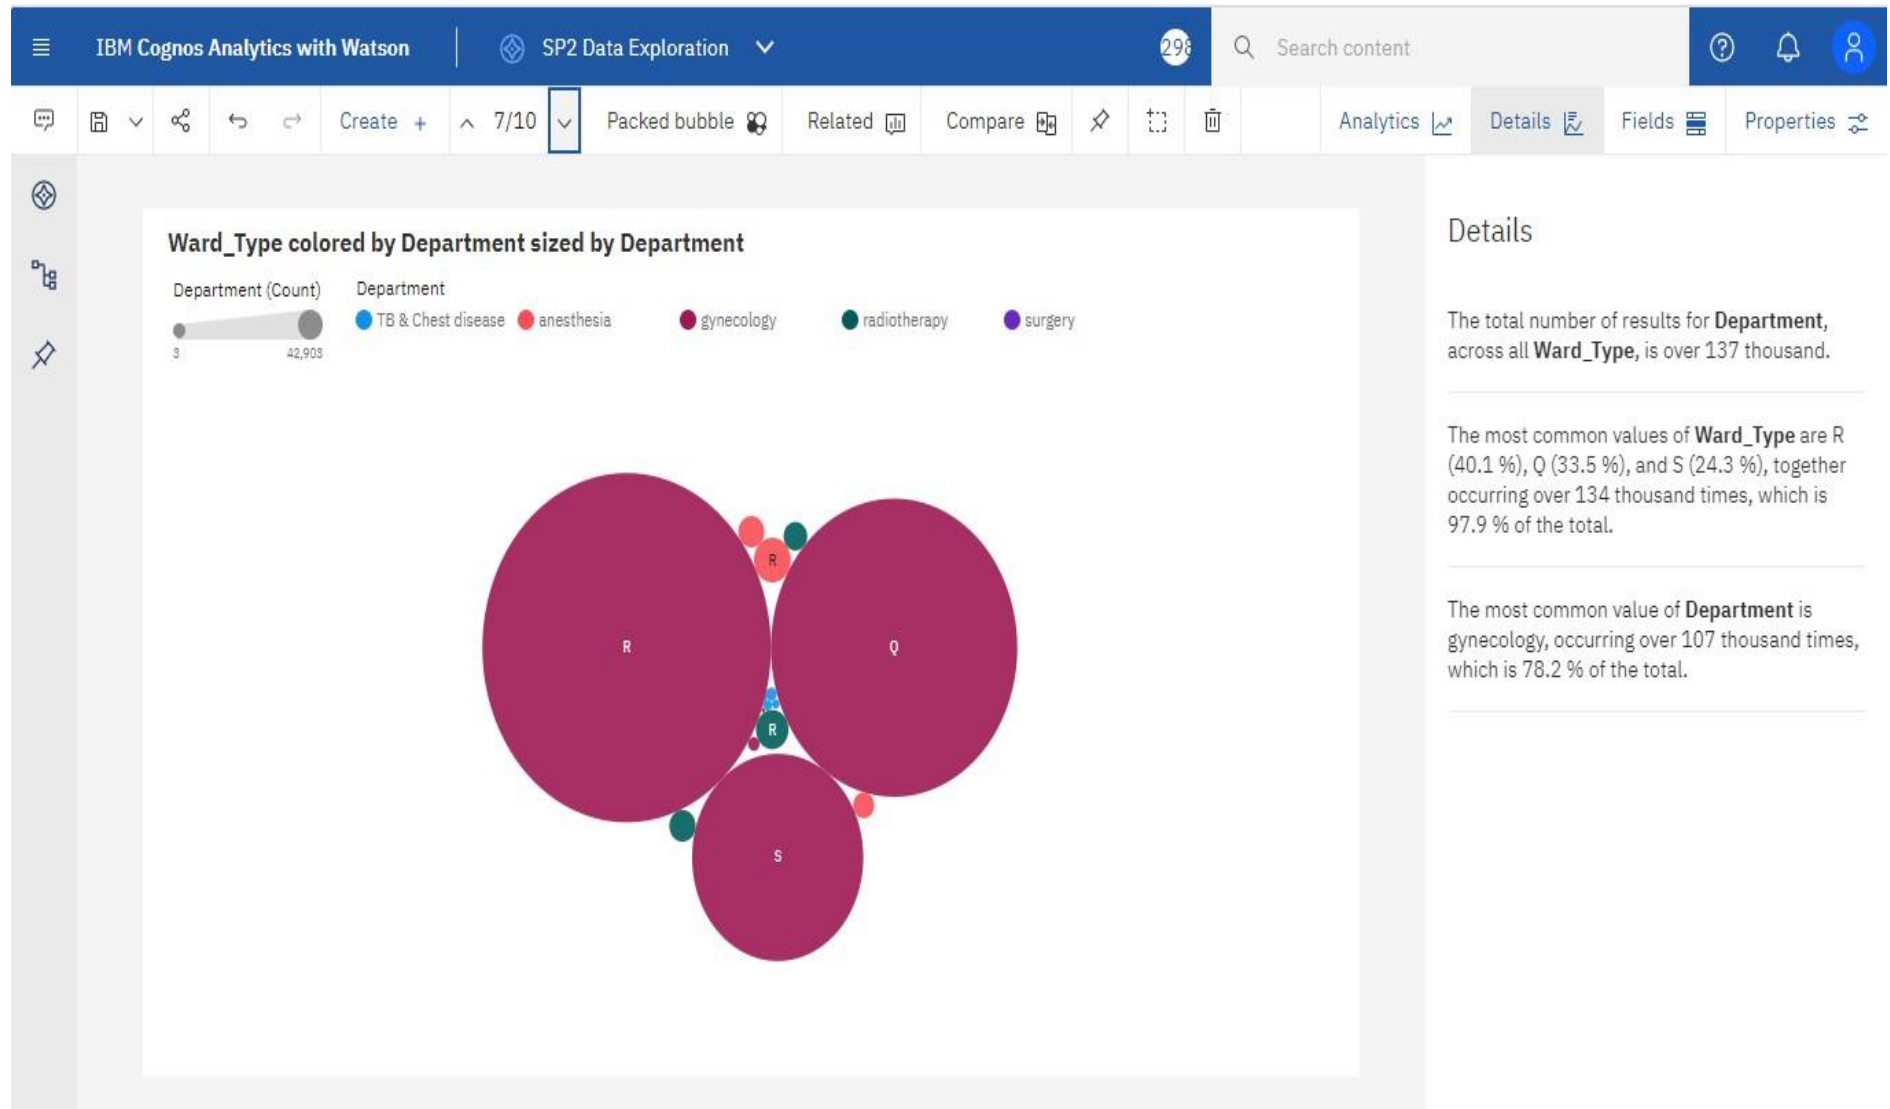 IBM Cognos Analytics with Watson
SP2 Data Exploration
298
Search content
Create +
7/10
Packed bubble
Related
Compare
Analytics
Details
Fields
Properties
Ward_Type colored by Department sized by Department
Department (Count)
3
42,903
Department
TB & Chest disease
anesthesia
gynecology
radiotherapy
surgery
R
R
Q
R
S
Details
The total number of results for Department,
across all Ward_Type, is over 137 thousand.
The most common values of Ward_Type are R
(40.1 %), Q (33.5 %), and S (24.3 %), together
occurring over 134 thousand times, which is
97.9 % of the total.
The most common value of Department is
gynecology, occurring over 107 thousand times,
which is 78.2 % of the total.